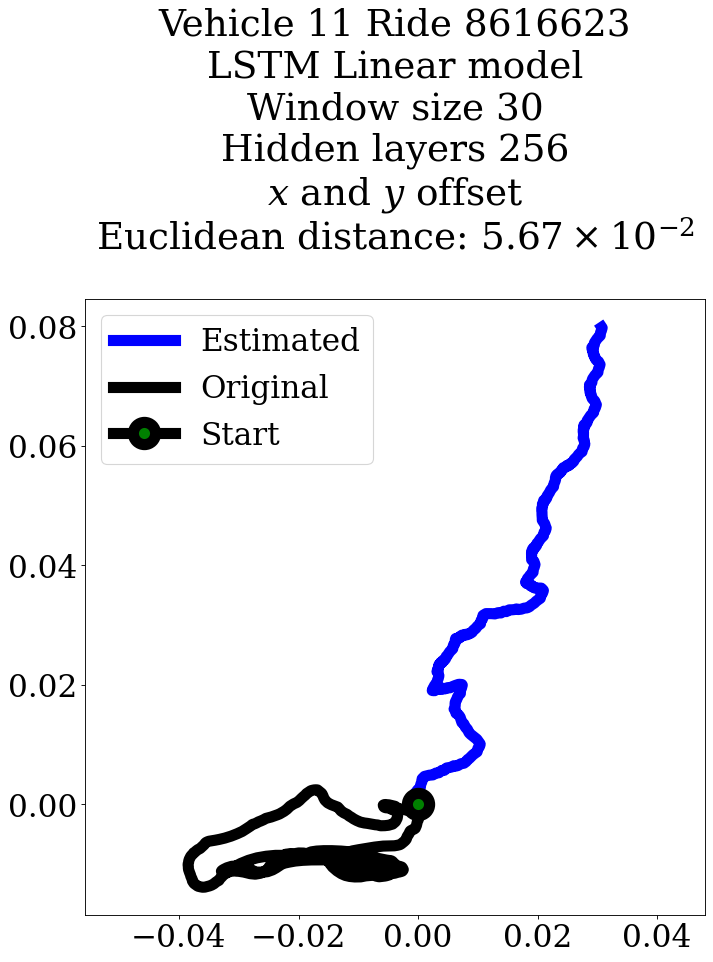 Vehicle 11 Ride 8616623
LSTM Linear model
Window size 30
Hidden layers 256
x and y offset
Euclidean distance: 5.67 × 10⁻²
Estimated
Original
Start
0.08
0.06
0.04
0.02
0.00
−0.04 −0.02 0.00 0.02 0.04